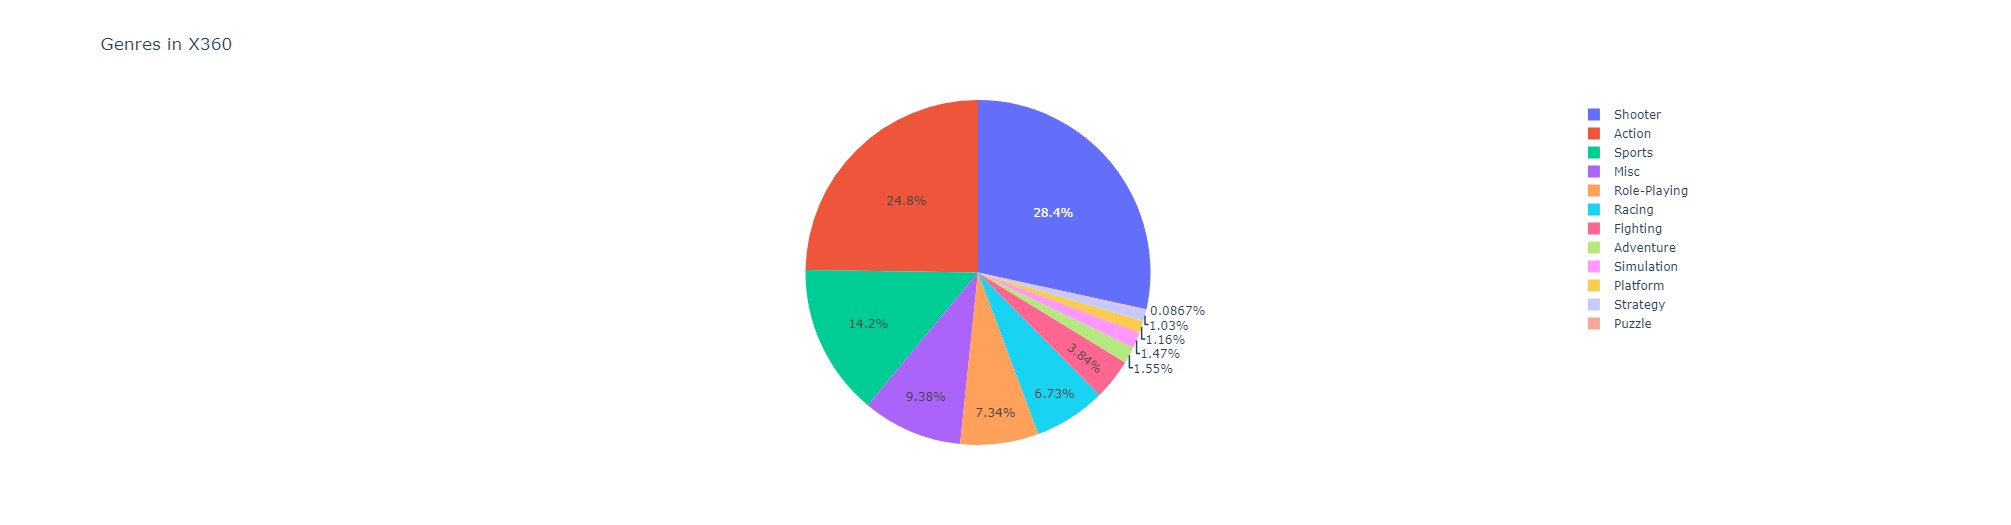 Genres in X360
28.4%
24.8%
14.2%
9.38%
7.34%
6.73%
3.84%
0.0867%
1.03%
1.16%
1.47%
1.55%
Shooter
Action
Sports
Misc
Role-Playing
Racing
Fighting
Adventure
Simulation
Platform
Strategy
Puzzle